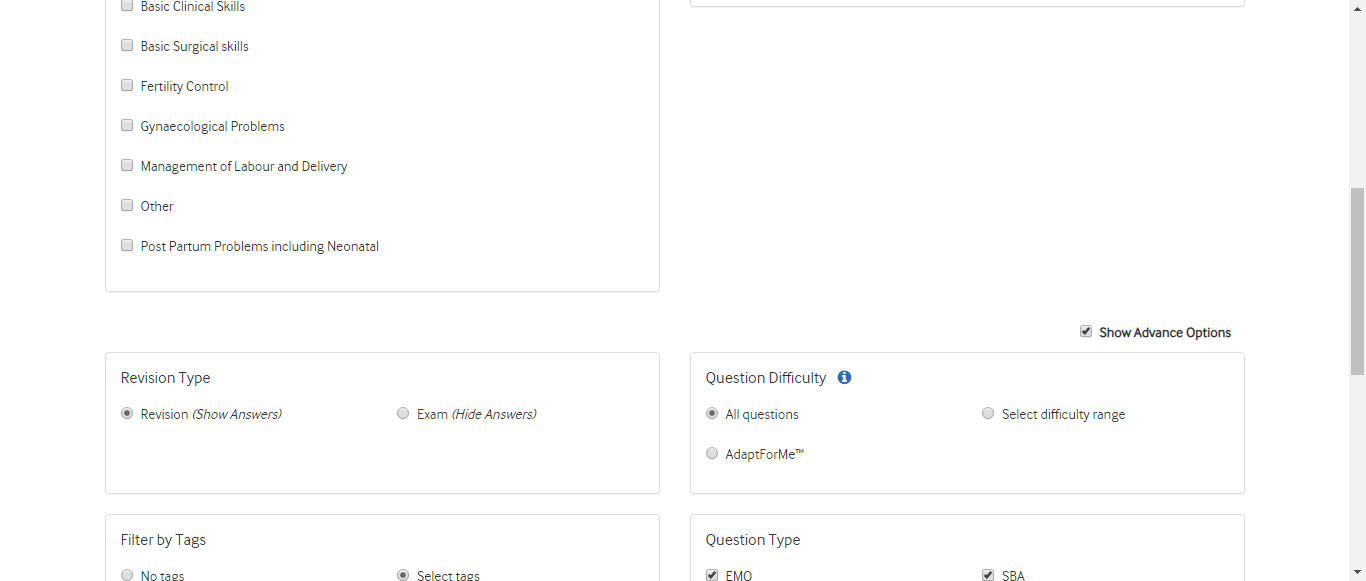 Basic Clinical Skills
Basic Surgical skills
Fertility Control
Gynaecological Problems
Management of Labour and Delivery
Other
Post Partum Problems including Neonatal
Show Advance Options
Revision Type
Revision (Show Answers)
Exam (Hide Answers)
Question Difficulty
All questions
Select difficulty range
AdaptForMe™
Filter by Tags
No tags
Select tags
Question Type
EMQ
SBA